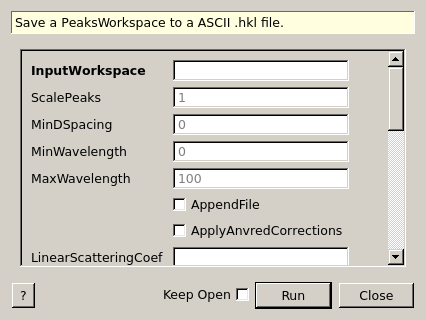 Save a PeaksWorkspace to a ASCII .hkl file.
InputWorkspace
ScalePeaks 1
MinDSpacing 0
MinWavelength 0
MaxWavelength 100
AppendFile
ApplyAnvredCorrections
LinearScatteringCoef
? Keep Open Run Close